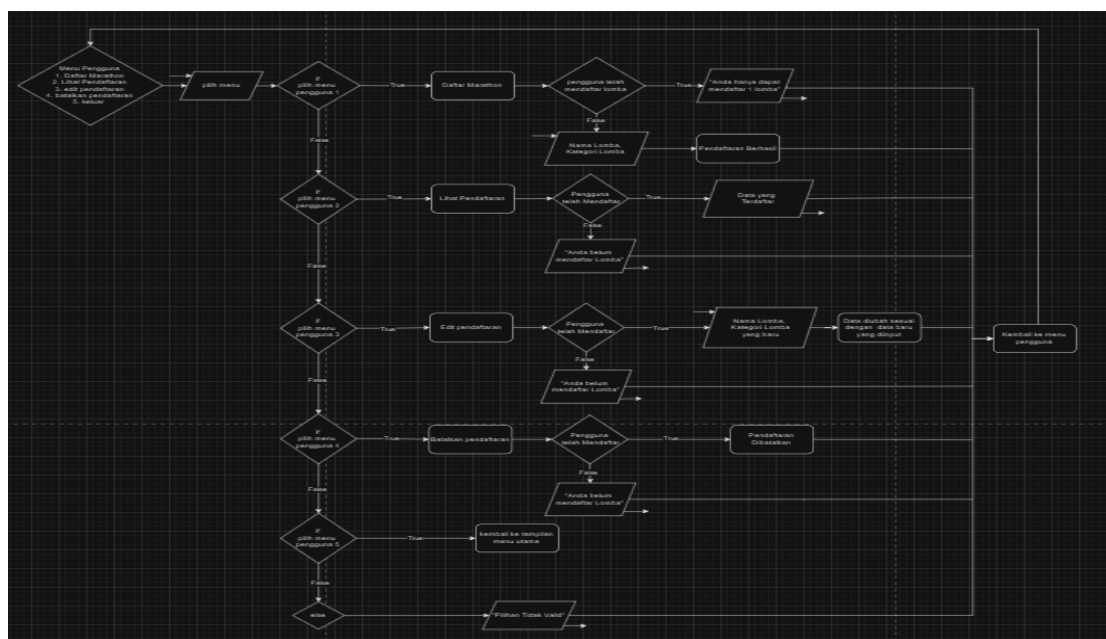 Menu Pengguna
1. Daftar Marathon
2. Lihat Pendaftaran
3. edit pendaftaran
4. batalkan pendaftaran
5. keluar
pilih menu
if
pilih menu
pengguna 1
True
Daftar Marathon
pengguna telah
mendaftar lomba
True
"Anda hanya dapat
mendaftar 1 lomba"
False
Nama Lomba,
Kategori Lomba
Pendaftaran Berhasil
False
if
pilih menu
pengguna 2
True
Lihat Pendaftaran
Pengguna
telah Mendaftar
True
Data yang
Terdaftar
False
"Anda belum
mendaftar Lomba"
False
if
pilih menu
pengguna 3
True
Edit pendaftaran
Pengguna
telah Mendaftar
True
Nama Lomba,
Kategori Lomba
yang baru
Data diubah sesuai
dengan data baru
yang diinput
Kembali ke menu
pengguna
False
"Anda belum
mendaftar Lomba"
False
if
pilih menu
pengguna 4
True
Batalkan pendaftaran
Pengguna
telah Mendaftar
True
Pendaftaran
Dibatalkan
False
"Anda belum
mendaftar Lomba"
False
if
pilih menu
pengguna 5
True
kembali ke tampilan
menu utama
False
else
"Pilihan Tidak Valid"